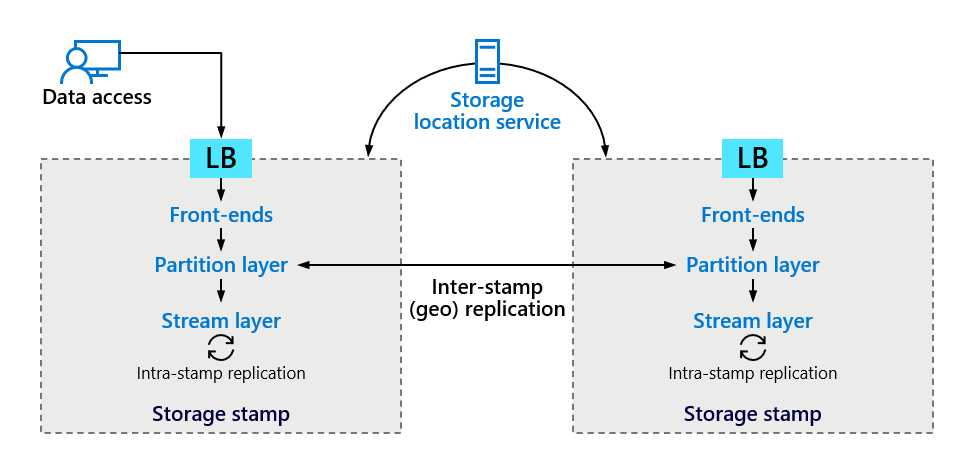 Data access
Storage
location service
LB
LB
Front-ends
Front-ends
Partition layer
Partition layer
Inter-stamp
(geo) replication
Stream layer
Stream layer
Intra-stamp replication
Intra-stamp replication
Storage stamp
Storage stamp